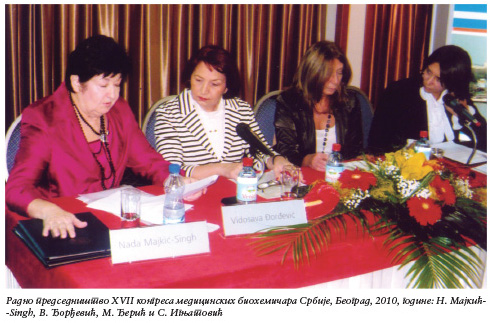 Nada Majkić-Singh
Vidosava Đorđević
Радно председништво XVII конгреса медицинских биохемичара Србије, Београд, 2010, године: Н. Мајкић-
-Singh, В. Ђорђевић, М. Ђерић и С. Игњатовић